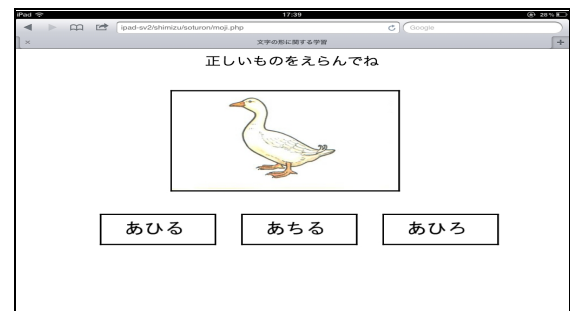 iPad 17:39 28%
ipad-sv2/shimizu/soturon/moji.php Google
文字の形に関する学習
正しいものをえらんでね
あひる あちる あひろ